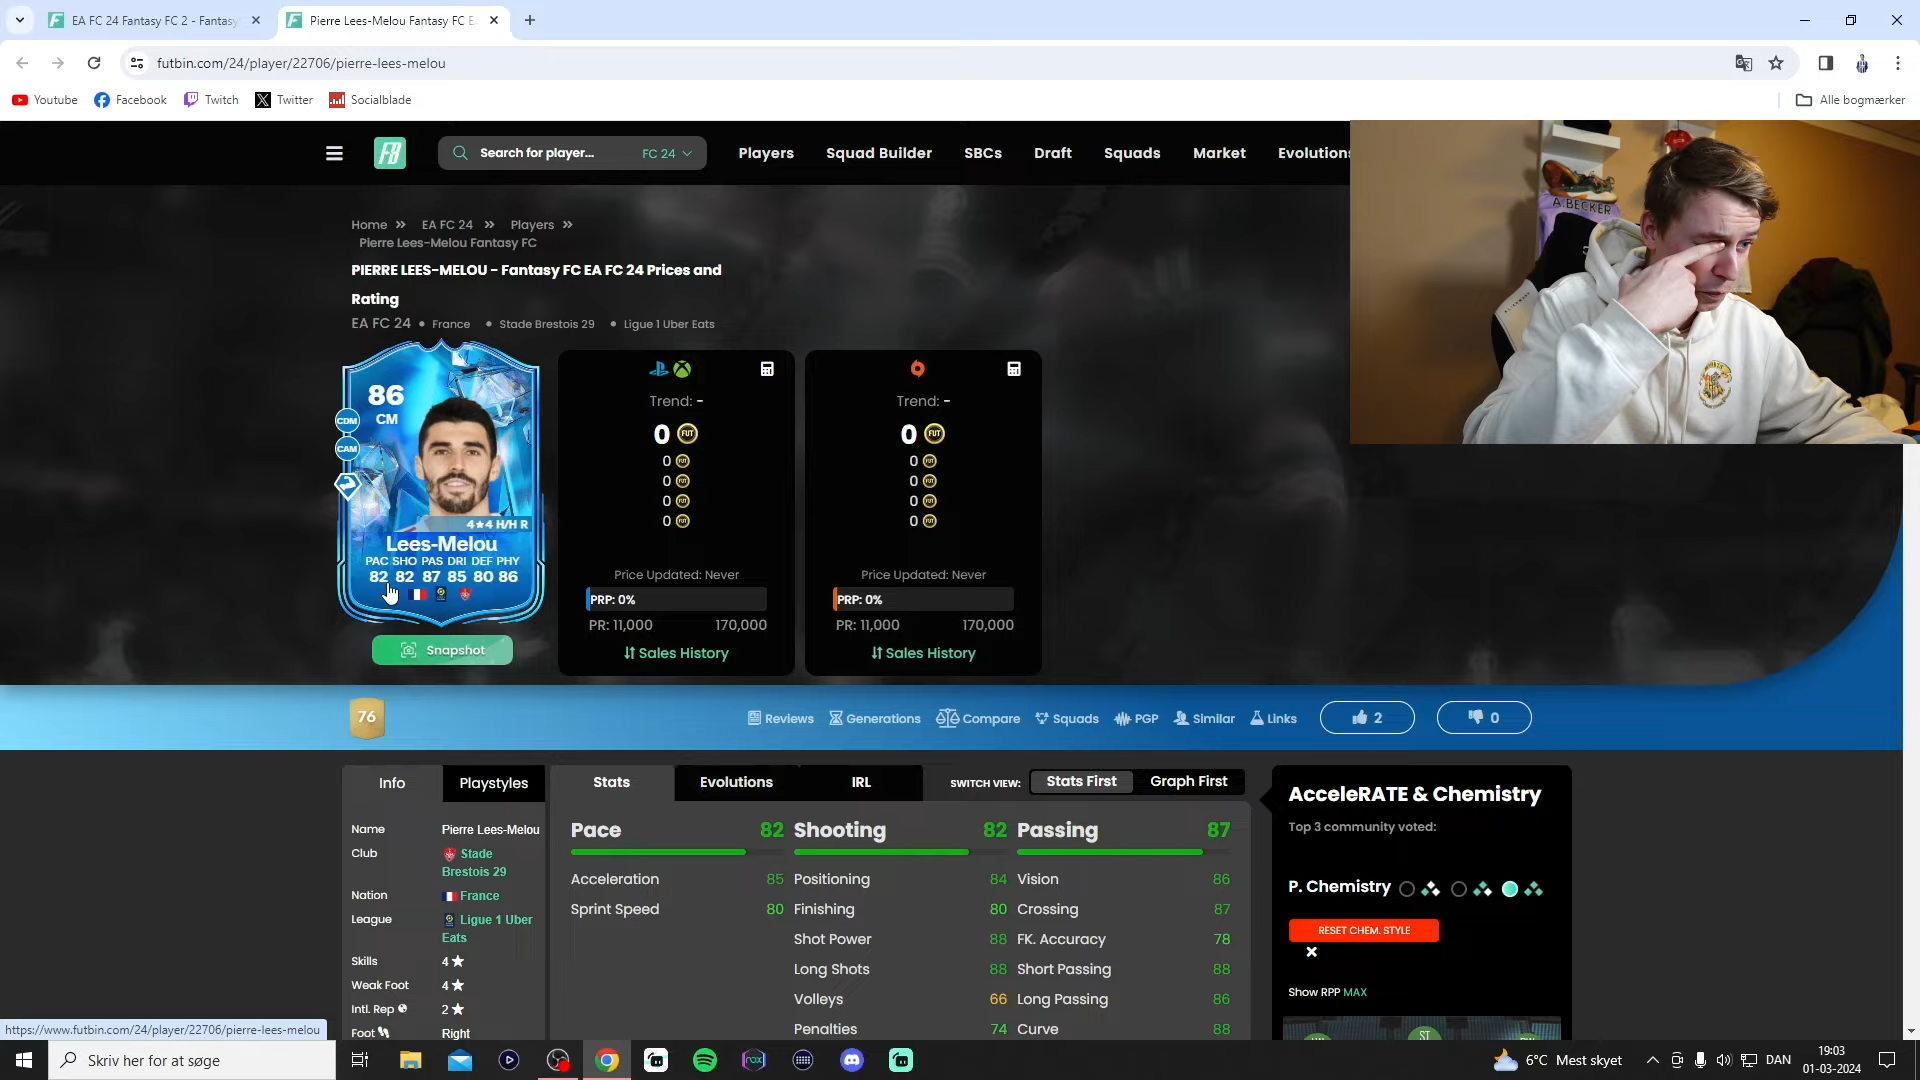 EA FC 24 Fantasy FC 2 - Fantasy
Pierre Lees-Melou Fantasy FC E
futbin.com/24/player/22706/pierre-lees-melou
Youtube
Facebook
Twitch
Twitter
Socialblade
Alle bogmærker
FB
Search for player...
FC 24
Players
Squad Builder
SBCs
Draft
Squads
Market
Evolutions
A.BECKER
Home » EA FC 24 » Players »
Pierre Lees-Melou Fantasy FC
PIERRE LEES-MELOU - Fantasy FC EA FC 24 Prices and
Rating
EA FC 24 • France • Stade Brestois 29 • Ligue 1 Uber Eats
86
CM
CDM
CAM
4★4 H/H R
Lees-Melou
PAC SHO PAS DRI DEF PHY
82 82 87 85 80 86
Snapshot
Trend: -
0 FUT
0
0
0
0
Price Updated: Never
PRP: 0%
PR: 11,000 170,000
Sales History
Trend: -
0 FUT
0
0
0
0
Price Updated: Never
PRP: 0%
PR: 11,000 170,000
Sales History
76
Reviews
Generations
Compare
Squads
PGP
Similar
Links
2
0
Info
Playstyles
Name Pierre Lees-Melou
Club Stade
Brestois 29
Nation France
League Ligue 1 Uber
Eats
Skills 4 ★
Weak Foot 4 ★
Intl. Rep 2 ★
Foot Right
Stats
Evolutions
IRL
SWITCH VIEW:
Stats First
Graph First
Pace 82
Acceleration 85
Sprint Speed 80
Shooting 82
Positioning 84
Finishing 80
Shot Power 88
Long Shots 88
Volleys 66
Penalties 74
Passing 87
Vision 86
Crossing 87
FK. Accuracy 78
Short Passing 88
Long Passing 86
Curve 88
AcceleRATE & Chemistry
Top 3 community voted:
P. Chemistry
RESET CHEM. STYLE
Show RPP MAX
ST
https://www.futbin.com/24/player/22706/pierre-lees-melou
Skriv her for at søge
6°C Mest skyet
DAN
19:03
01-03-2024